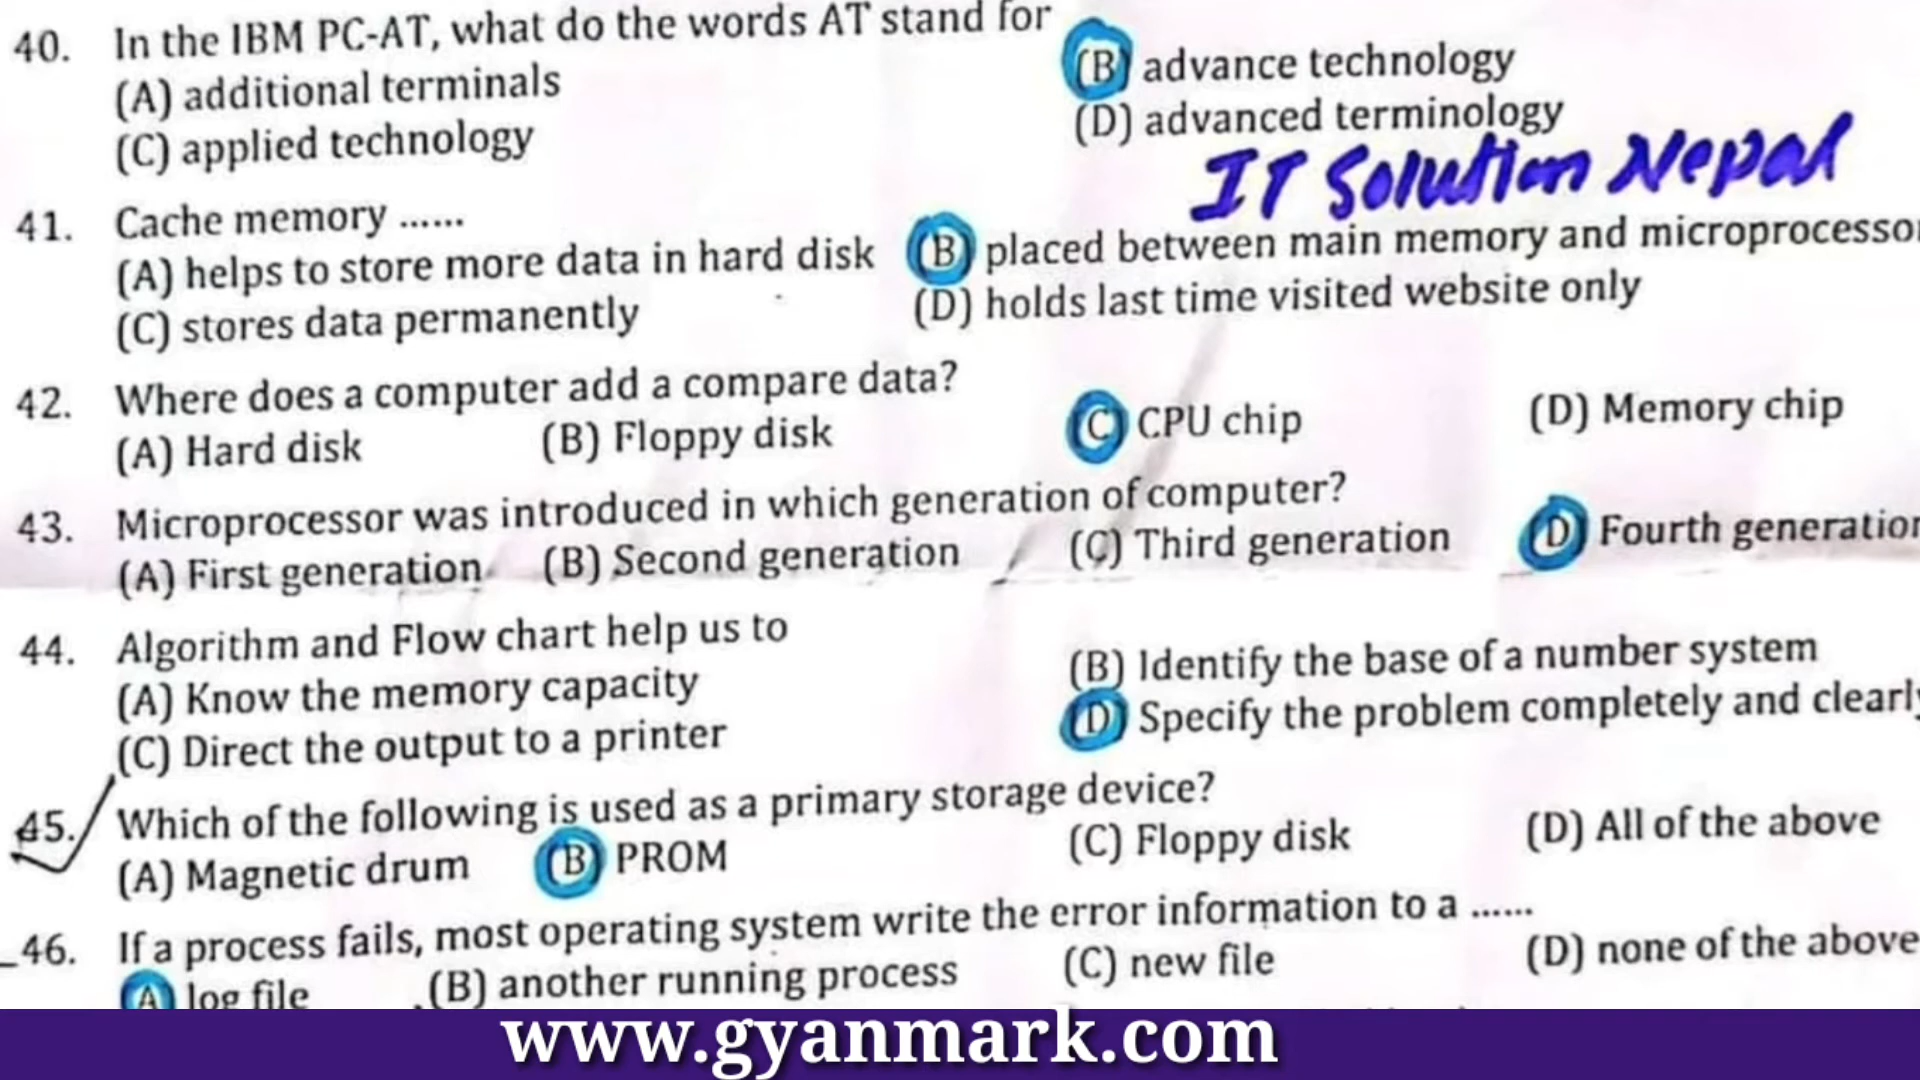 40. In the IBM PC-AT, what do the words AT stand for
(A) additional terminals (B) advance technology
(C) applied technology (D) advanced terminology
IT Solution Nepal
41. Cache memory ......
(A) helps to store more data in hard disk (B) placed between main memory and microprocessor
(C) stores data permanently (D) holds last time visited website only
42. Where does a computer add a compare data?
(A) Hard disk (B) Floppy disk (C) CPU chip (D) Memory chip
43. Microprocessor was introduced in which generation of computer?
(A) First generation (B) Second generation (C) Third generation (D) Fourth generation
44. Algorithm and Flow chart help us to
(A) Know the memory capacity (B) Identify the base of a number system
(C) Direct the output to a printer (D) Specify the problem completely and clearly
45. Which of the following is used as a primary storage device?
(A) Magnetic drum (B) PROM (C) Floppy disk (D) All of the above
46. If a process fails, most operating system write the error information to a ......
(A) log file (B) another running process (C) new file (D) none of the above
www.gyanmark.com